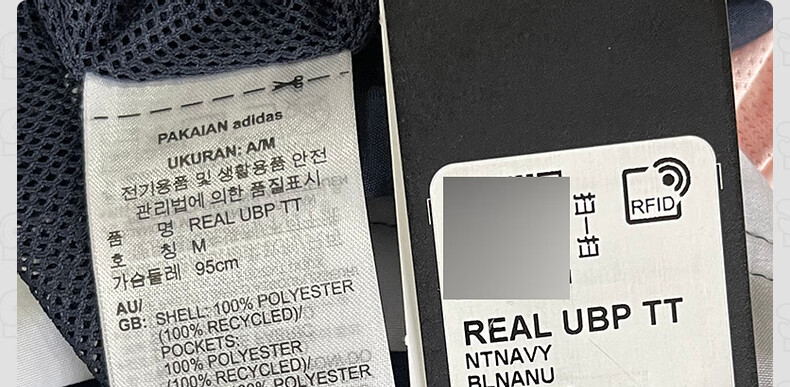 PAKAIAN adidas
UKURAN: A/M
전기용품 및 생활용품 안전
관리법에 의한 품질표시
품 명 REAL UBP TT
호 칭 M
가슴둘레 95cm
AU/
GB: SHELL: 100% POLYESTER
(100% RECYCLED)/
POCKETS:
100% POLYESTER
(100% RECYCLED)/
RFID
REAL UBP TT
NTNAVY
BLNANU